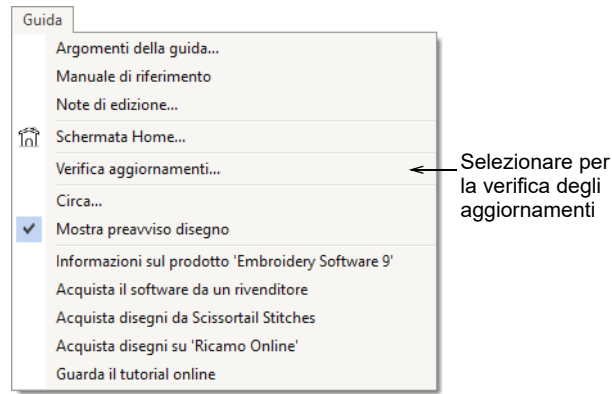 Guida
Argomenti della guida...
Manuale di riferimento
Note di edizione...
Schermata Home...
Verifica aggiornamenti...
Selezionare per
la verifica degli
aggiornamenti
Circa...
Mostra preavviso disegno
Informazioni sul prodotto 'Embroidery Software 9'
Acquista il software da un rivenditore
Acquista disegni da Scissortail Stitches
Acquista disegni su 'Ricamo Online'
Guarda il tutorial online